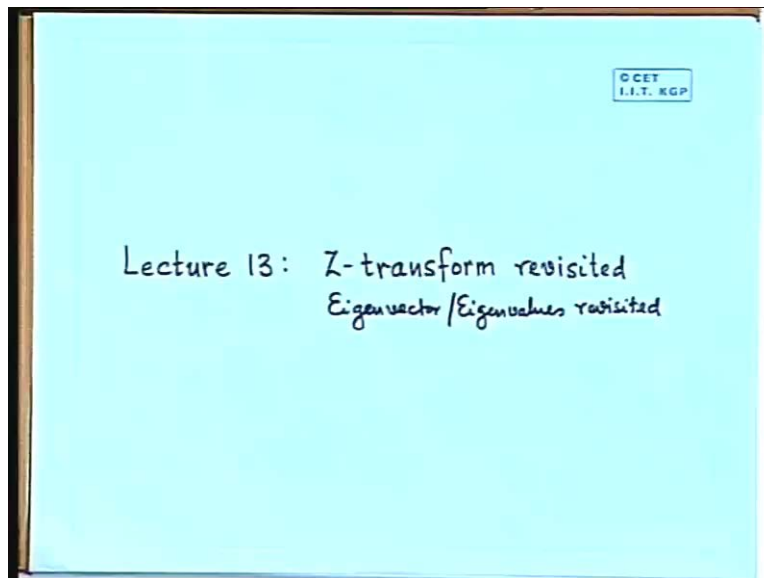 © CET
I.I.T. KGP
Lecture 13: Z-transform revisited
Eigenvector/Eigenvalues revisited